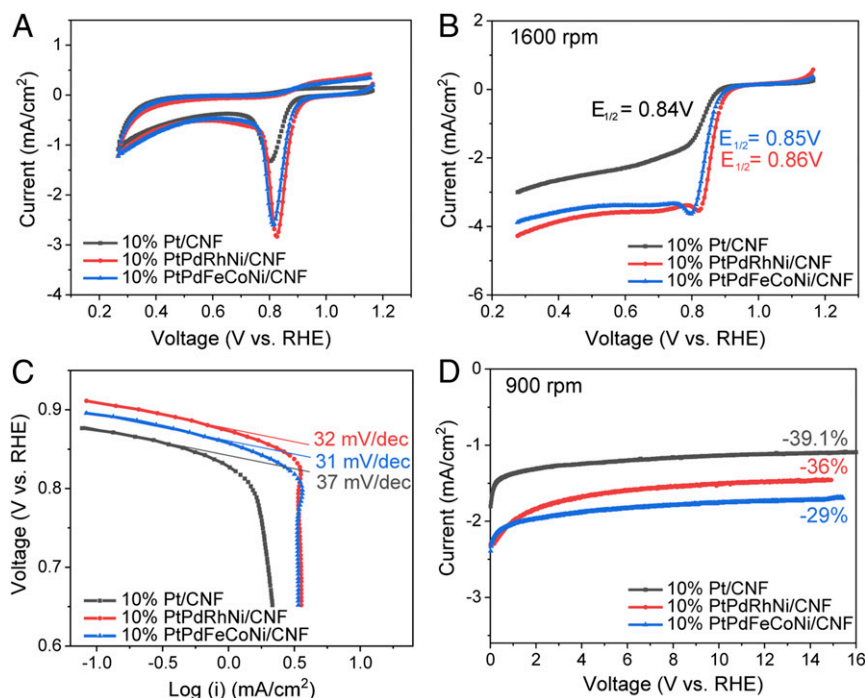 A
Current (mA/cm²)
1
0
-1
-2
-3
-4
10% Pt/CNF
10% PtPdRhNi/CNF
10% PtPdFeCoNi/CNF
0.2 0.4 0.6 0.8 1.0 1.2
Voltage (V vs. RHE)
B
1600 rpm
Current (mA/cm²)
2
0
-2
-4
-6
E1/2= 0.84V
E1/2= 0.85V
E1/2= 0.86V
10% Pt/CNF
10% PtPdRhNi/CNF
10% PtPdFeCoNi/CNF
0.2 0.4 0.6 0.8 1.0 1.2
Voltage (V vs. RHE)
C
Voltage (V vs. RHE)
0.9
0.8
0.7
0.6
32 mV/dec
31 mV/dec
37 mV/dec
10% Pt/CNF
10% PtPdRhNi/CNF
10% PtPdFeCoNi/CNF
-1.0 -0.5 0.0 0.5 1.0
Log (i) (mA/cm²)
D
900 rpm
Current (mA/cm²)
0
-1
-2
-3
-39.1%
-36%
-29%
10% Pt/CNF
10% PtPdRhNi/CNF
10% PtPdFeCoNi/CNF
0 2 4 6 8 10 12 14 16
Voltage (V vs. RHE)